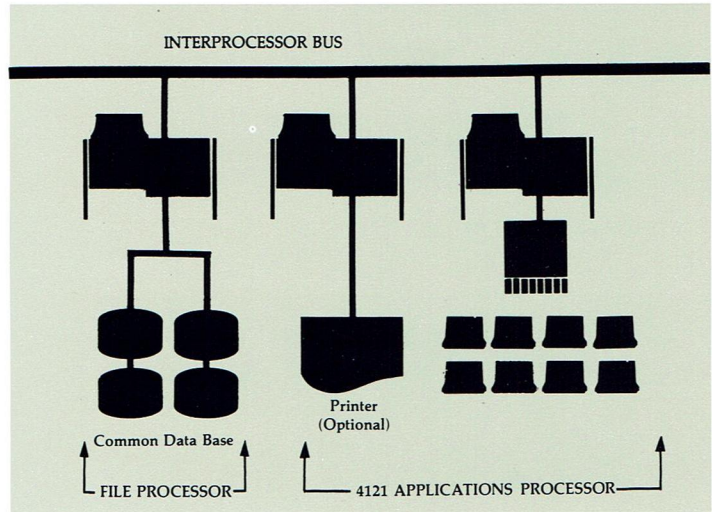 INTERPROCESSOR BUS
Printer
(Optional)
Common Data Base
FILE PROCESSOR
4121 APPLICATIONS PROCESSOR